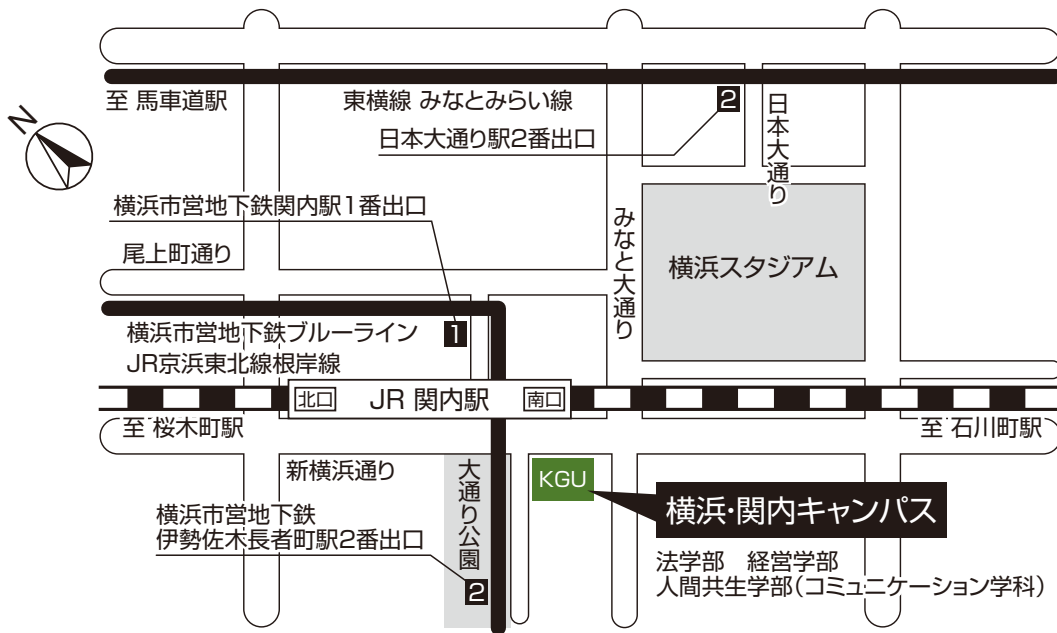 至 馬車道駅
東横線 みなとみらい線
2
日本大通り
日本大通り駅2番出口
N
横浜市営地下鉄関内駅1番出口
みなと大通り
尾上町通り
横浜スタジアム
横浜市営地下鉄ブルーライン
1
JR京浜東北線根岸線
北口
JR 関内駅
南口
至 桜木町駅
至 石川町駅
新横浜通り
大通り公園
KGU
横浜・関内キャンパス
横浜市営地下鉄
伊勢佐木長者町駅2番出口
2
法学部 経営学部
人間共生学部(コミュニケーション学科)